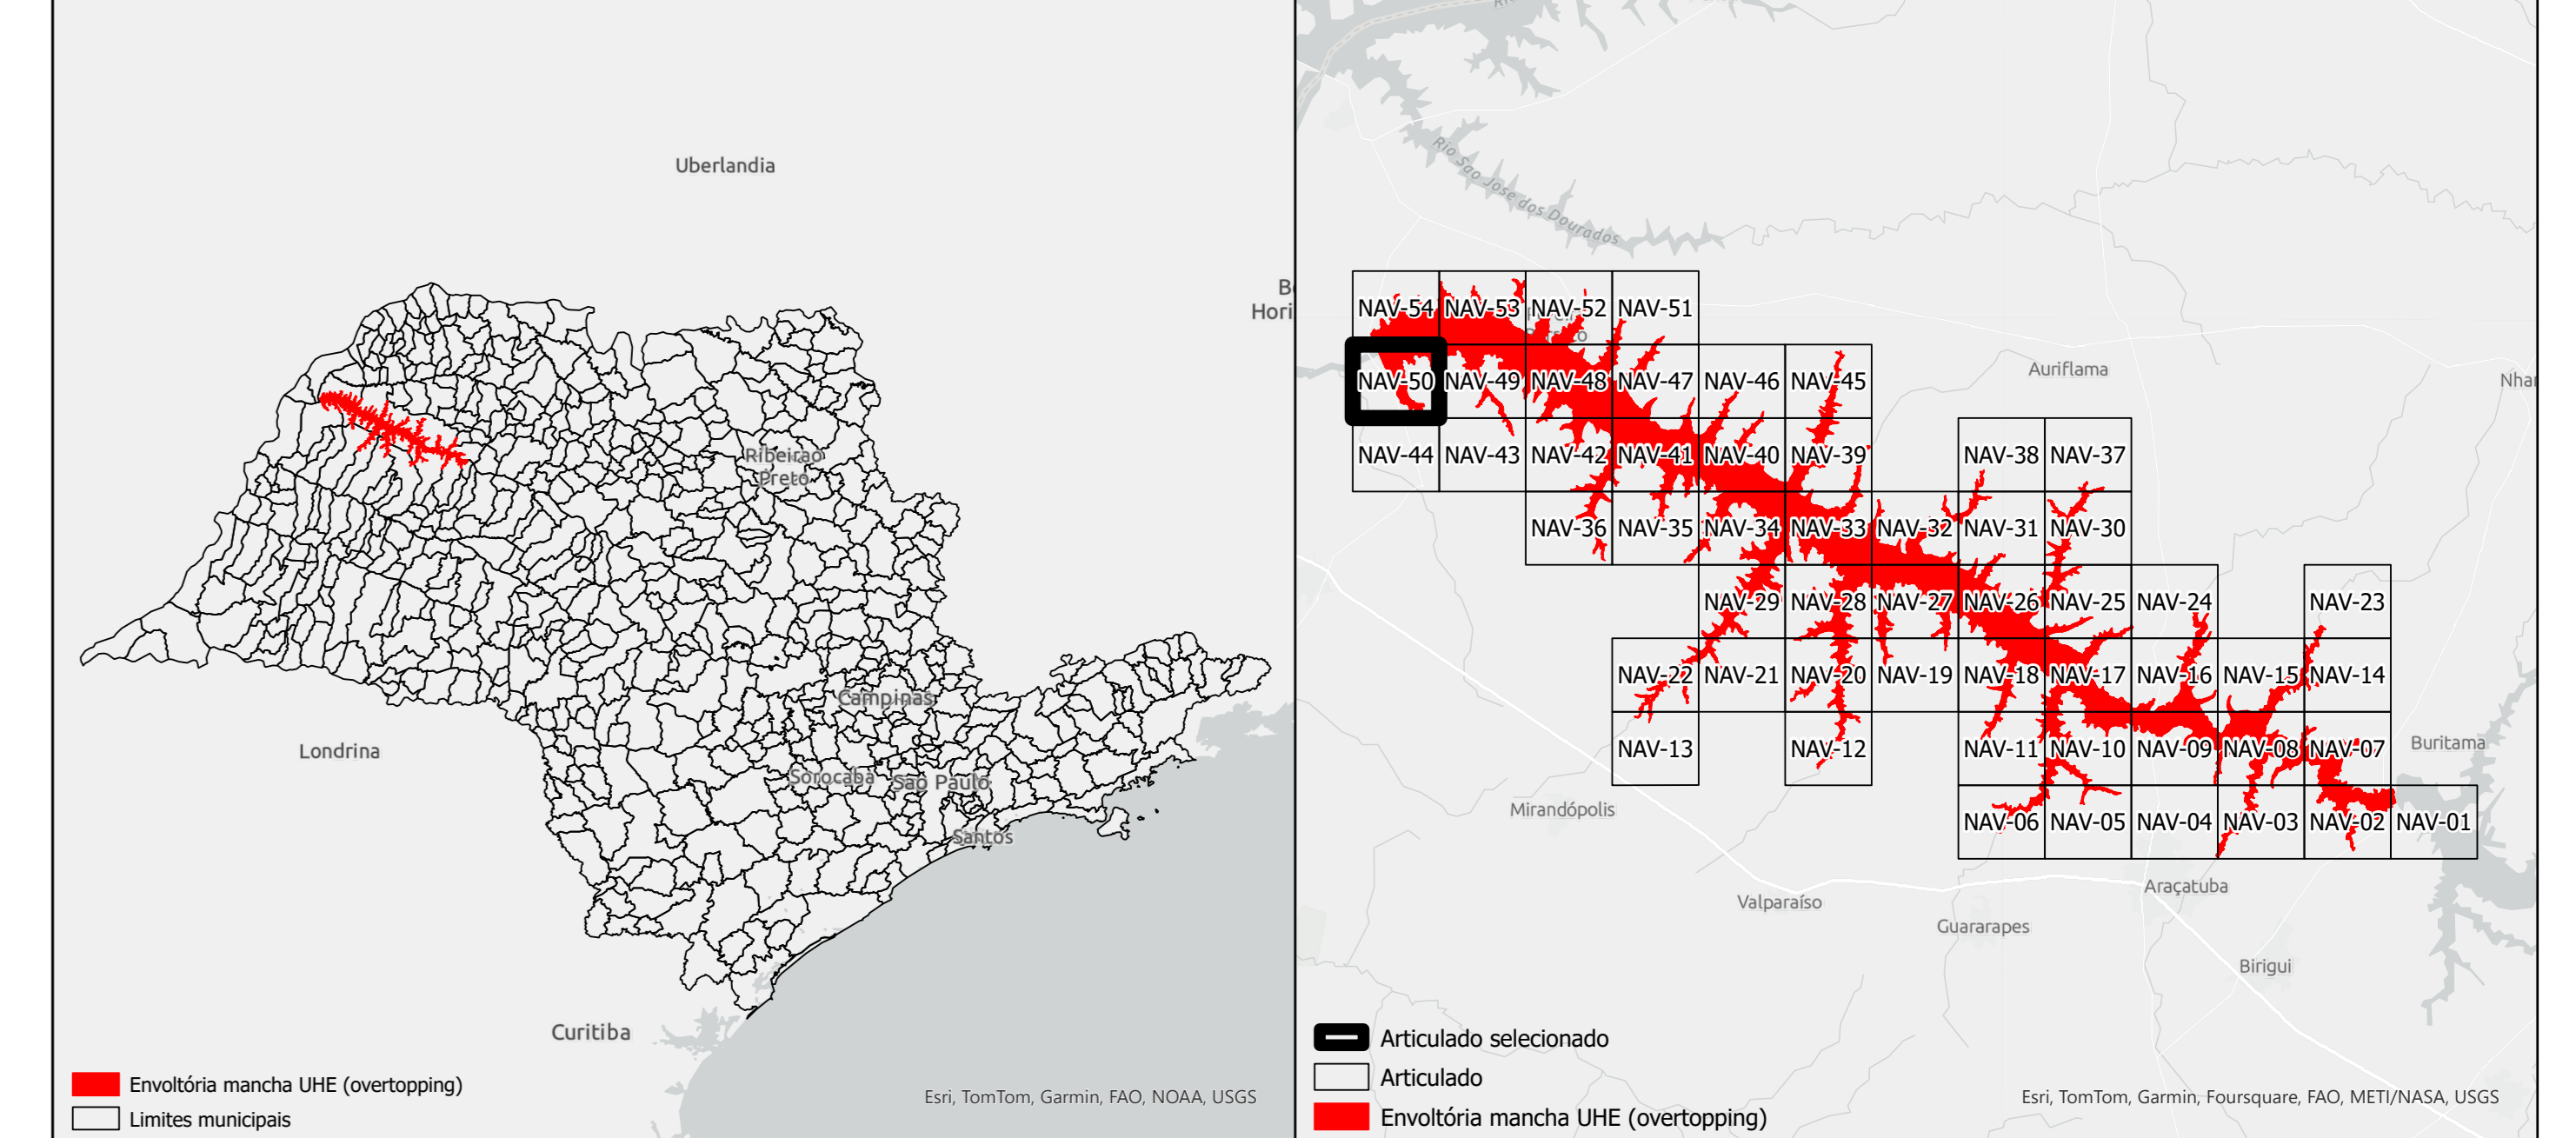 Uberlandia
Ribeirao
Preto
Campinas
Sorocaba
Sao Paulo
Santos
Londrina
Curitiba
Envoltória mancha UHE (overtopping)
Limites municipais
Esri, TomTom, Garmin, FAO, NOAA, USGS
Rio Sao Jose dos Dourados
NAV-54 NAV-53 NAV-52 NAV-51
NAV-50 NAV-49 NAV-48 NAV-47 NAV-46 NAV-45
Auriflama
NAV-44 NAV-43 NAV-42 NAV-41 NAV-40 NAV-39 NAV-38 NAV-37
NAV-36 NAV-35 NAV-34 NAV-33 NAV-32 NAV-31 NAV-30
NAV-29 NAV-28 NAV-27 NAV-26 NAV-25 NAV-24 NAV-23
NAV-22 NAV-21 NAV-20 NAV-19 NAV-18 NAV-17 NAV-16 NAV-15 NAV-14
NAV-13 NAV-12 NAV-11 NAV-10 NAV-09 NAV-08 NAV-07
Buritama
NAV-06 NAV-05 NAV-04 NAV-03 NAV-02 NAV-01
Mirandópolis
Valparaíso
Araçatuba
Guararapes
Birigui
Articulado selecionado
Articulado
Envoltória mancha UHE (overtopping)
Esri, TomTom, Garmin, Foursquare, FAO, METI/NASA, USGS